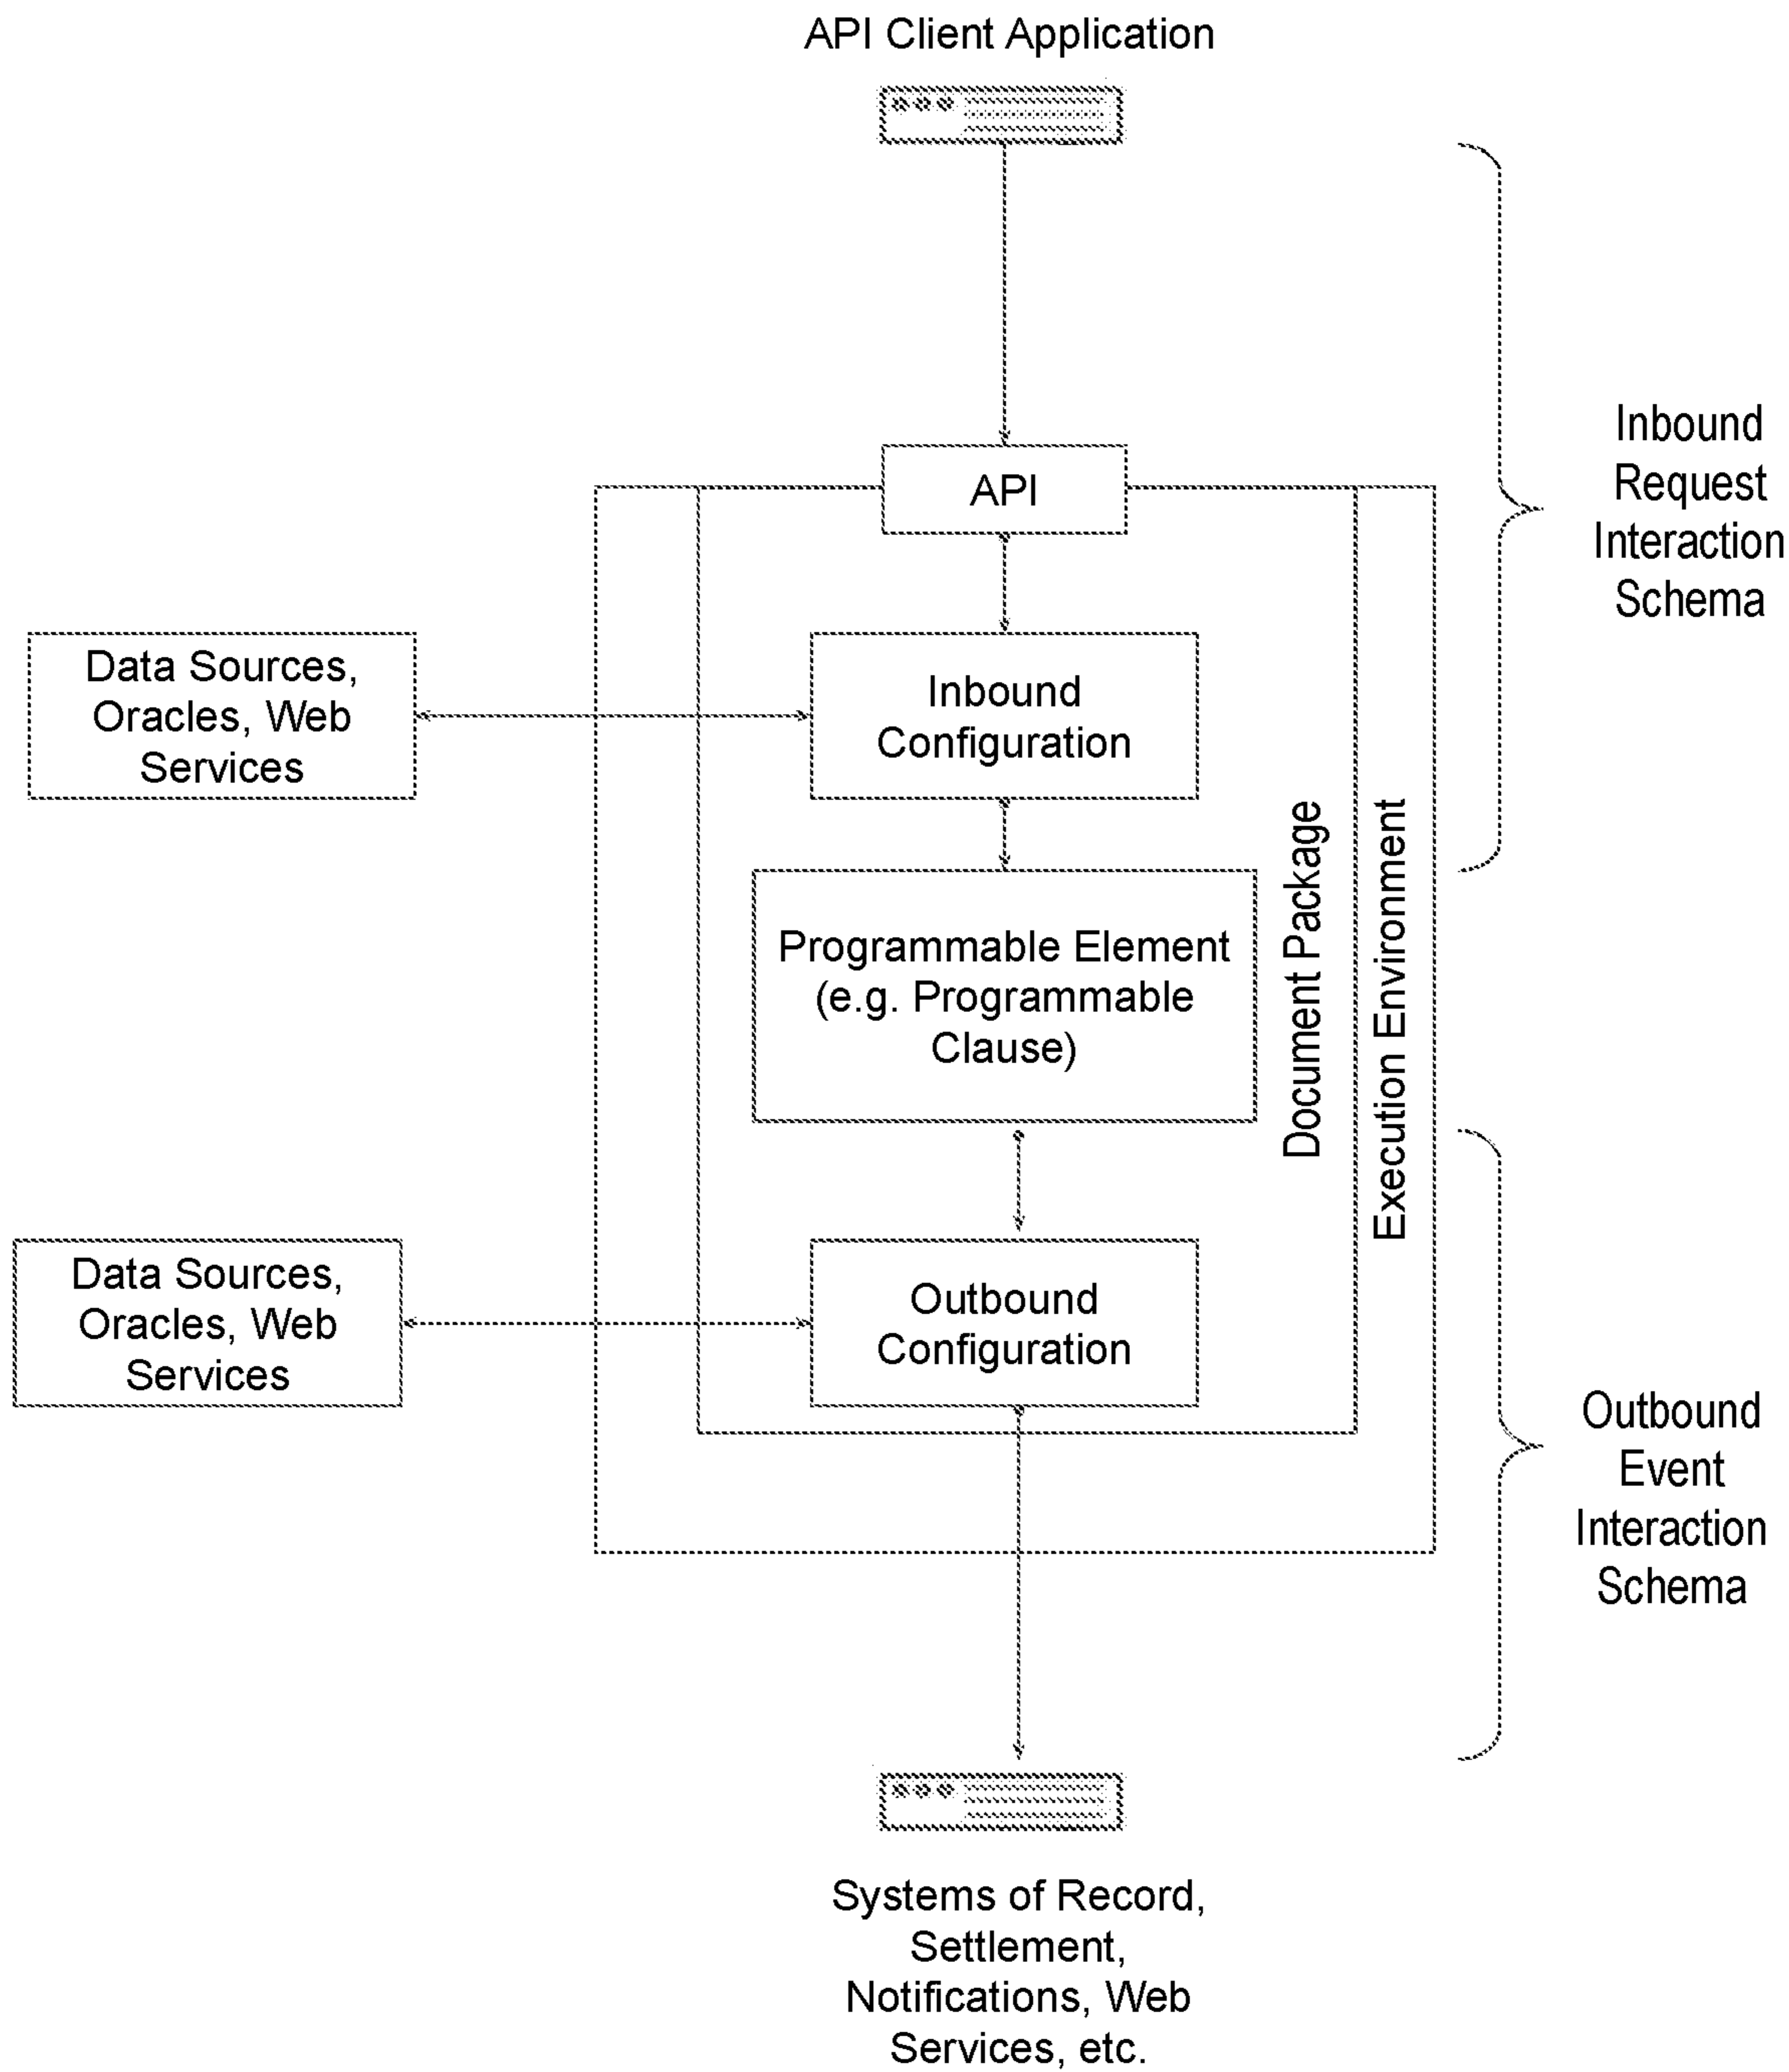 API Client Application
API
Inbound
Request
Interaction
Schema
Data Sources,
Oracles, Web
Services
Inbound
Configuration
Document Package
Execution Environment
Programmable Element
(e.g. Programmable
Clause)
Data Sources,
Oracles, Web
Services
Outbound
Configuration
Outbound
Event
Interaction
Schema
Systems of Record,
Settlement,
Notifications, Web
Services, etc.